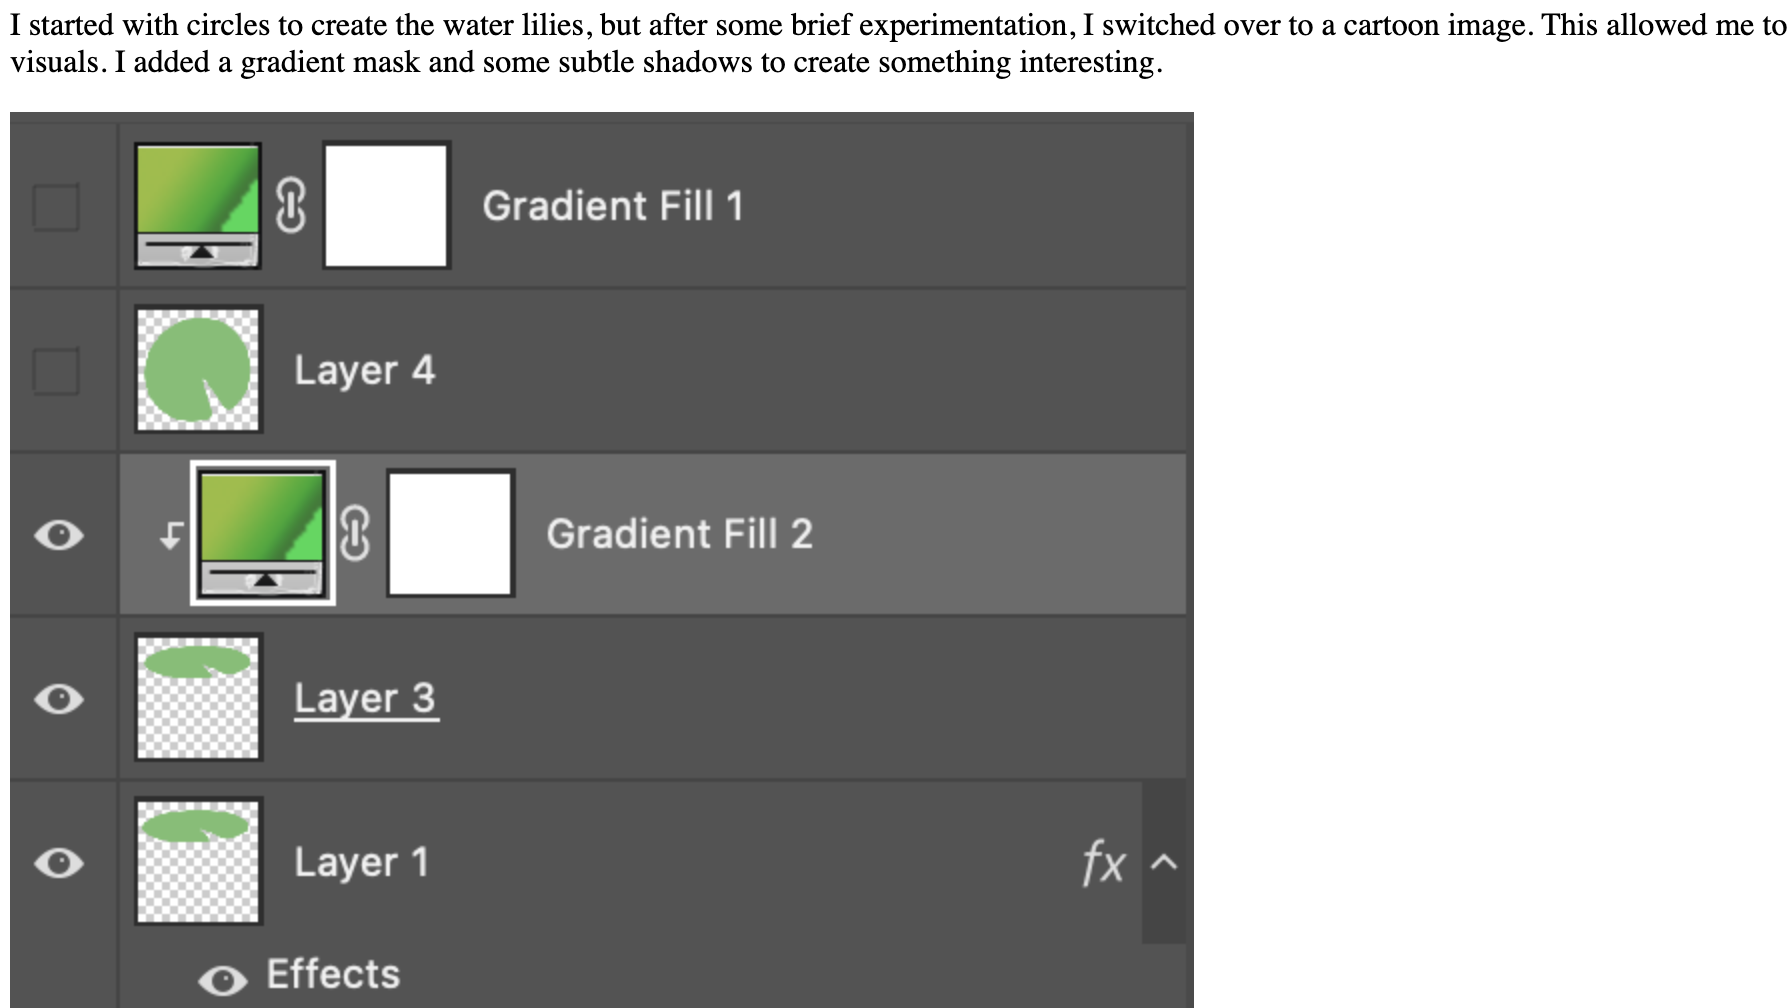 I started with circles to create the water lilies, but after some brief experimentation, I switched over to a cartoon image. This allowed me to
visuals. I added a gradient mask and some subtle shadows to create something interesting.
Gradient Fill 1
Layer 4
Gradient Fill 2
Layer 3
Layer 1
fx
Effects